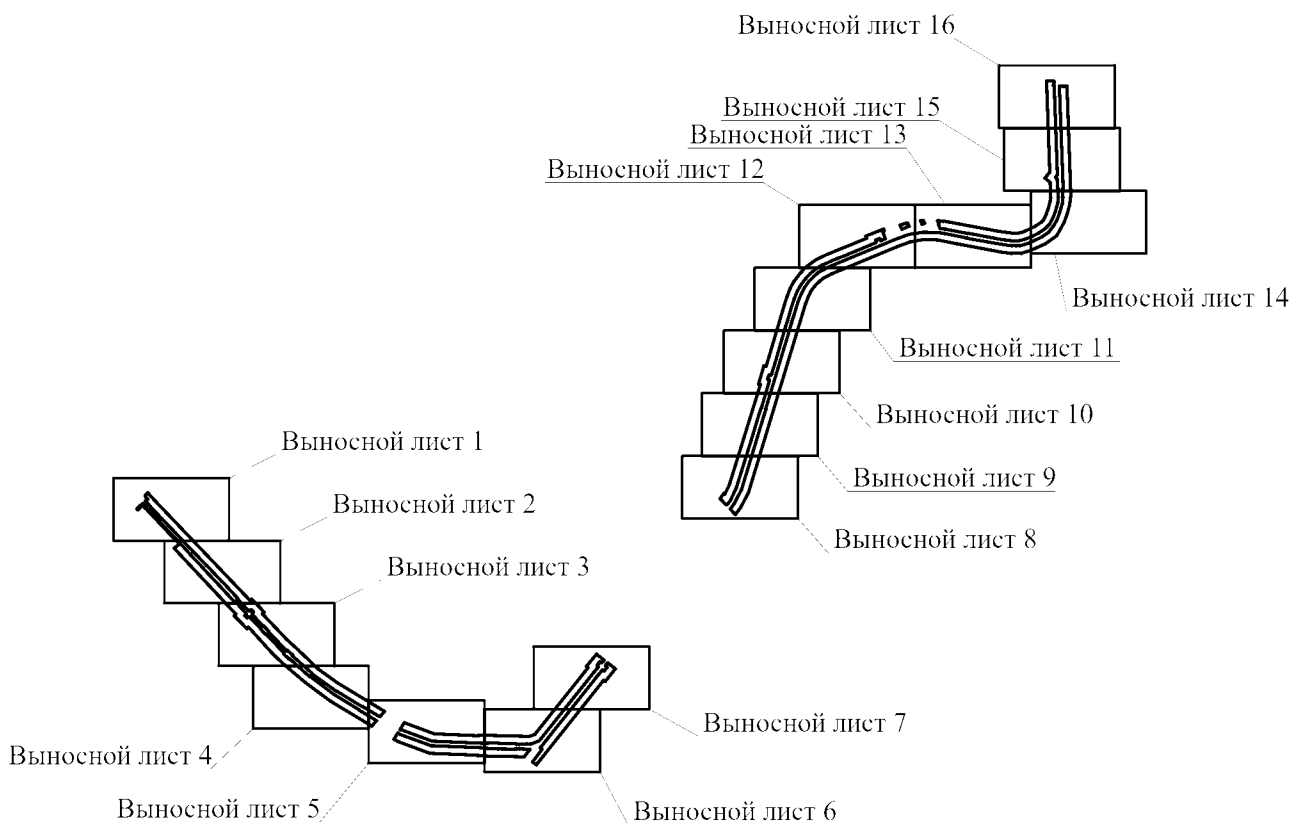 Выносной лист 16
Выносной лист 15
Выносной лист 13
Выносной лист 12
Выносной лист 14
Выносной лист 11
Выносной лист 10
Выносной лист 1
Выносной лист 9
Выносной лист 2
Выносной лист 8
Выносной лист 3
Выносной лист 7
Выносной лист 4
Выносной лист 5
Выносной лист 6